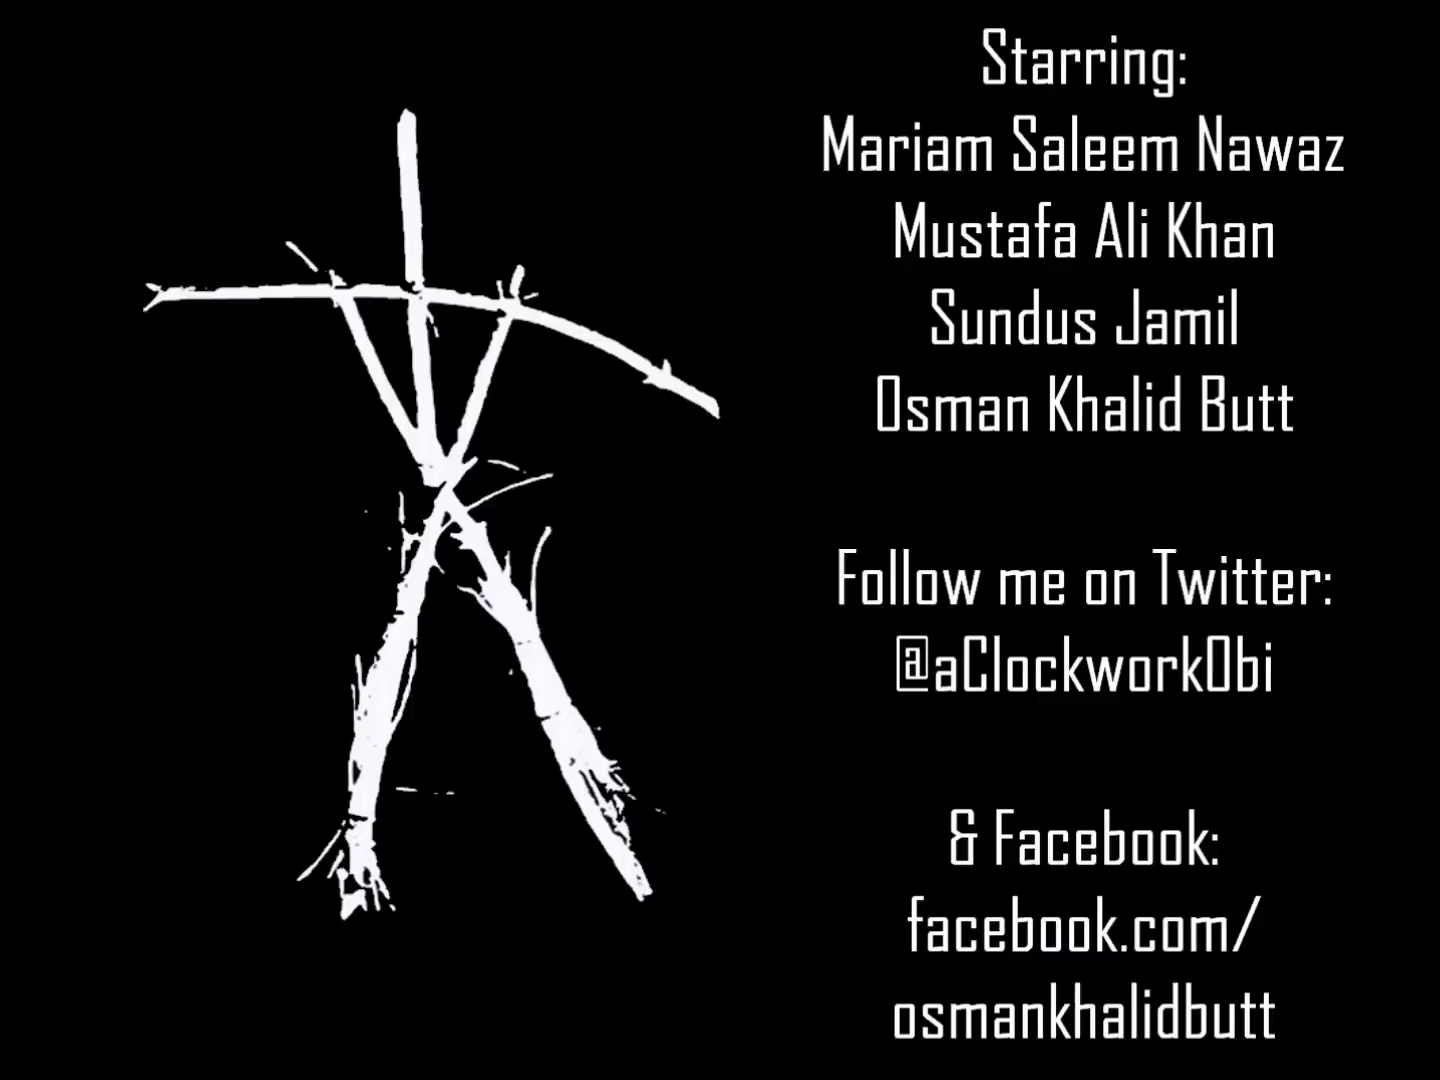 Starring:
Mariam Saleem Nawaz
Mustafa Ali Khan
Sundus Jamil
Osman Khalid Butt
Follow me on Twitter:
@aClockworkObi
& Facebook:
facebook.com/
osmankhalidbutt